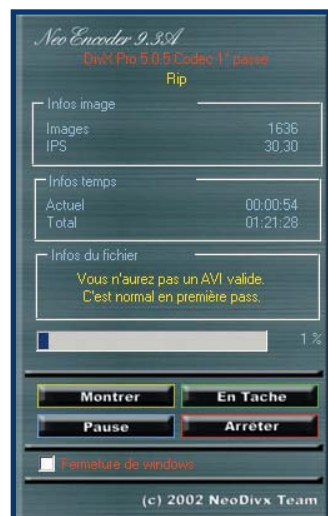 Neo Encoder 9.3A
DivX Pro 5.0.5 Codec 1° passe
Rip
Infos image
Images 1636
IPS 30,30
Infos temps
Actuel 00:00:54
Total 01:21:28
Infos du fichier
Vous n'aurez pas un AVI valide.
C'est normal en première pass.
1 %
Montrer En Tache
Pause Arréter
Fermeture de windows
(c) 2002 NeoDivx Team